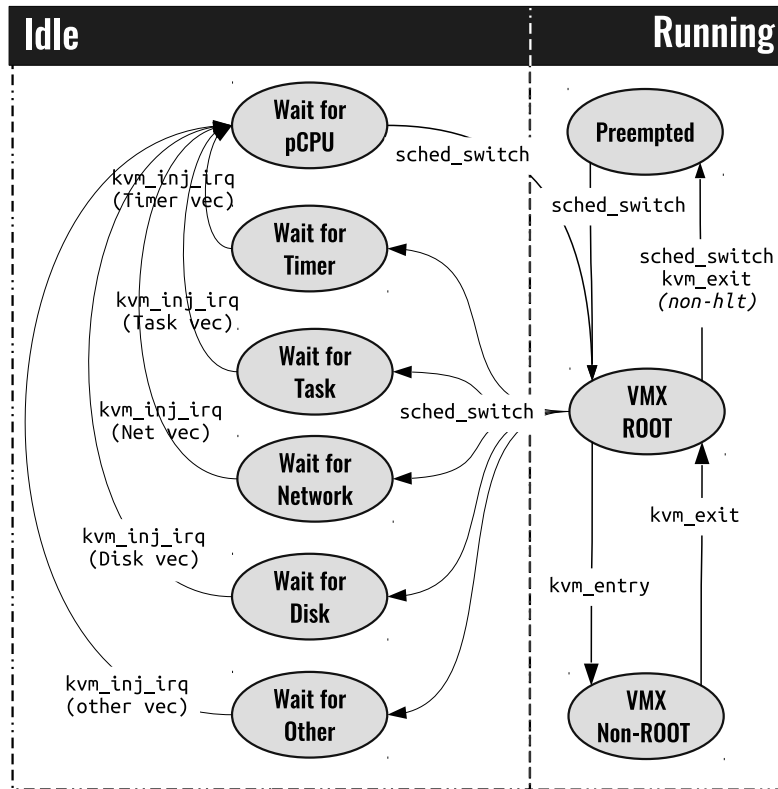 Idle
Running
Wait for
pCPU
Preempted
sched_switch
kvm_inj_irq
(Timer vec)
sched_switch
Wait for
Timer
sched_switch
kvm_exit
(non-hlt)
kvm_inj_irq
(Task vec)
Wait for
Task
VMX
ROOT
sched_switch
kvm_inj_irq
(Net vec)
Wait for
Network
kvm_exit
kvm_inj_irq
(Disk vec)
Wait for
Disk
kvm_entry
kvm_inj_irq
(other vec)
Wait for
Other
VMX
Non-ROOT